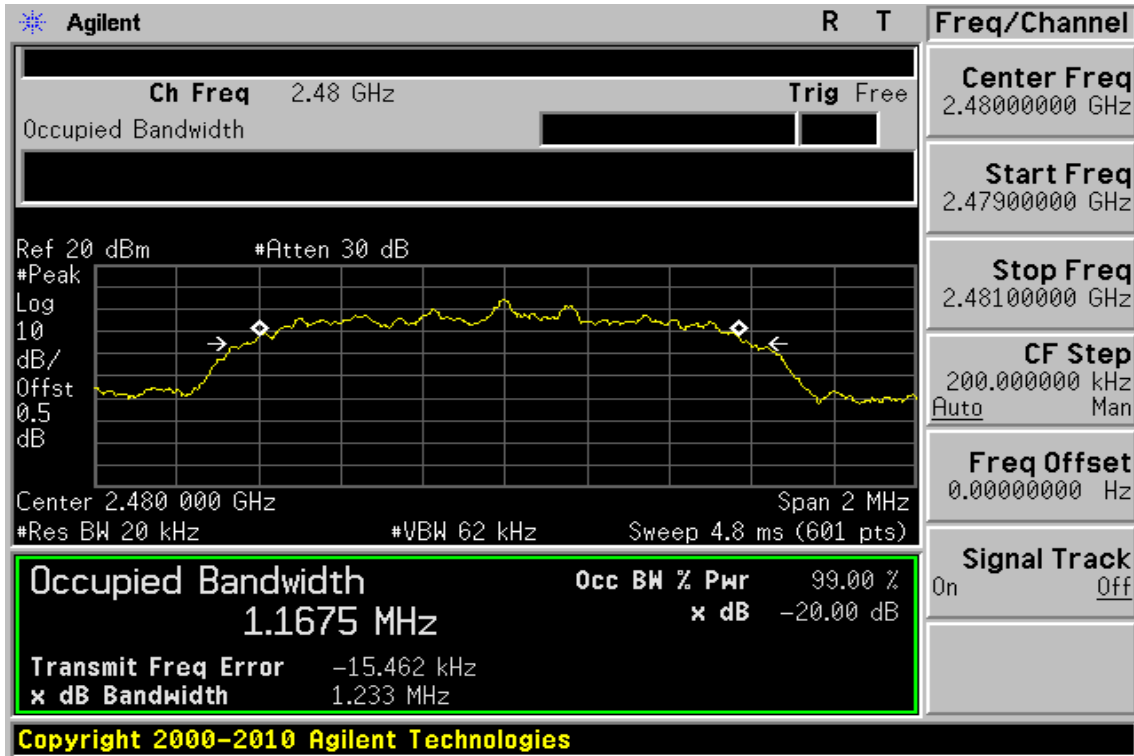 Agilent R T
Freq/Channel
Ch Freq 2.48 GHz Trig Free
Occupied Bandwidth
Center Freq
2.48000000 GHz
Start Freq
2.47900000 GHz
Stop Freq
2.48100000 GHz
CF Step
200.000000 kHz
Auto Man
Freq Offset
0.00000000 Hz
Signal Track
On Off
Ref 20 dBm #Atten 30 dB
#Peak
Log
10
dB/
Offst
0.5
dB
Center 2.480 000 GHz Span 2 MHz
#Res BW 20 kHz #VBW 62 kHz Sweep 4.8 ms (601 pts)
Occupied Bandwidth Occ BW % Pwr 99.00 %
1.1675 MHz x dB -20.00 dB
Transmit Freq Error -15.462 kHz
x dB Bandwidth 1.233 MHz
Copyright 2000-2010 Agilent Technologies